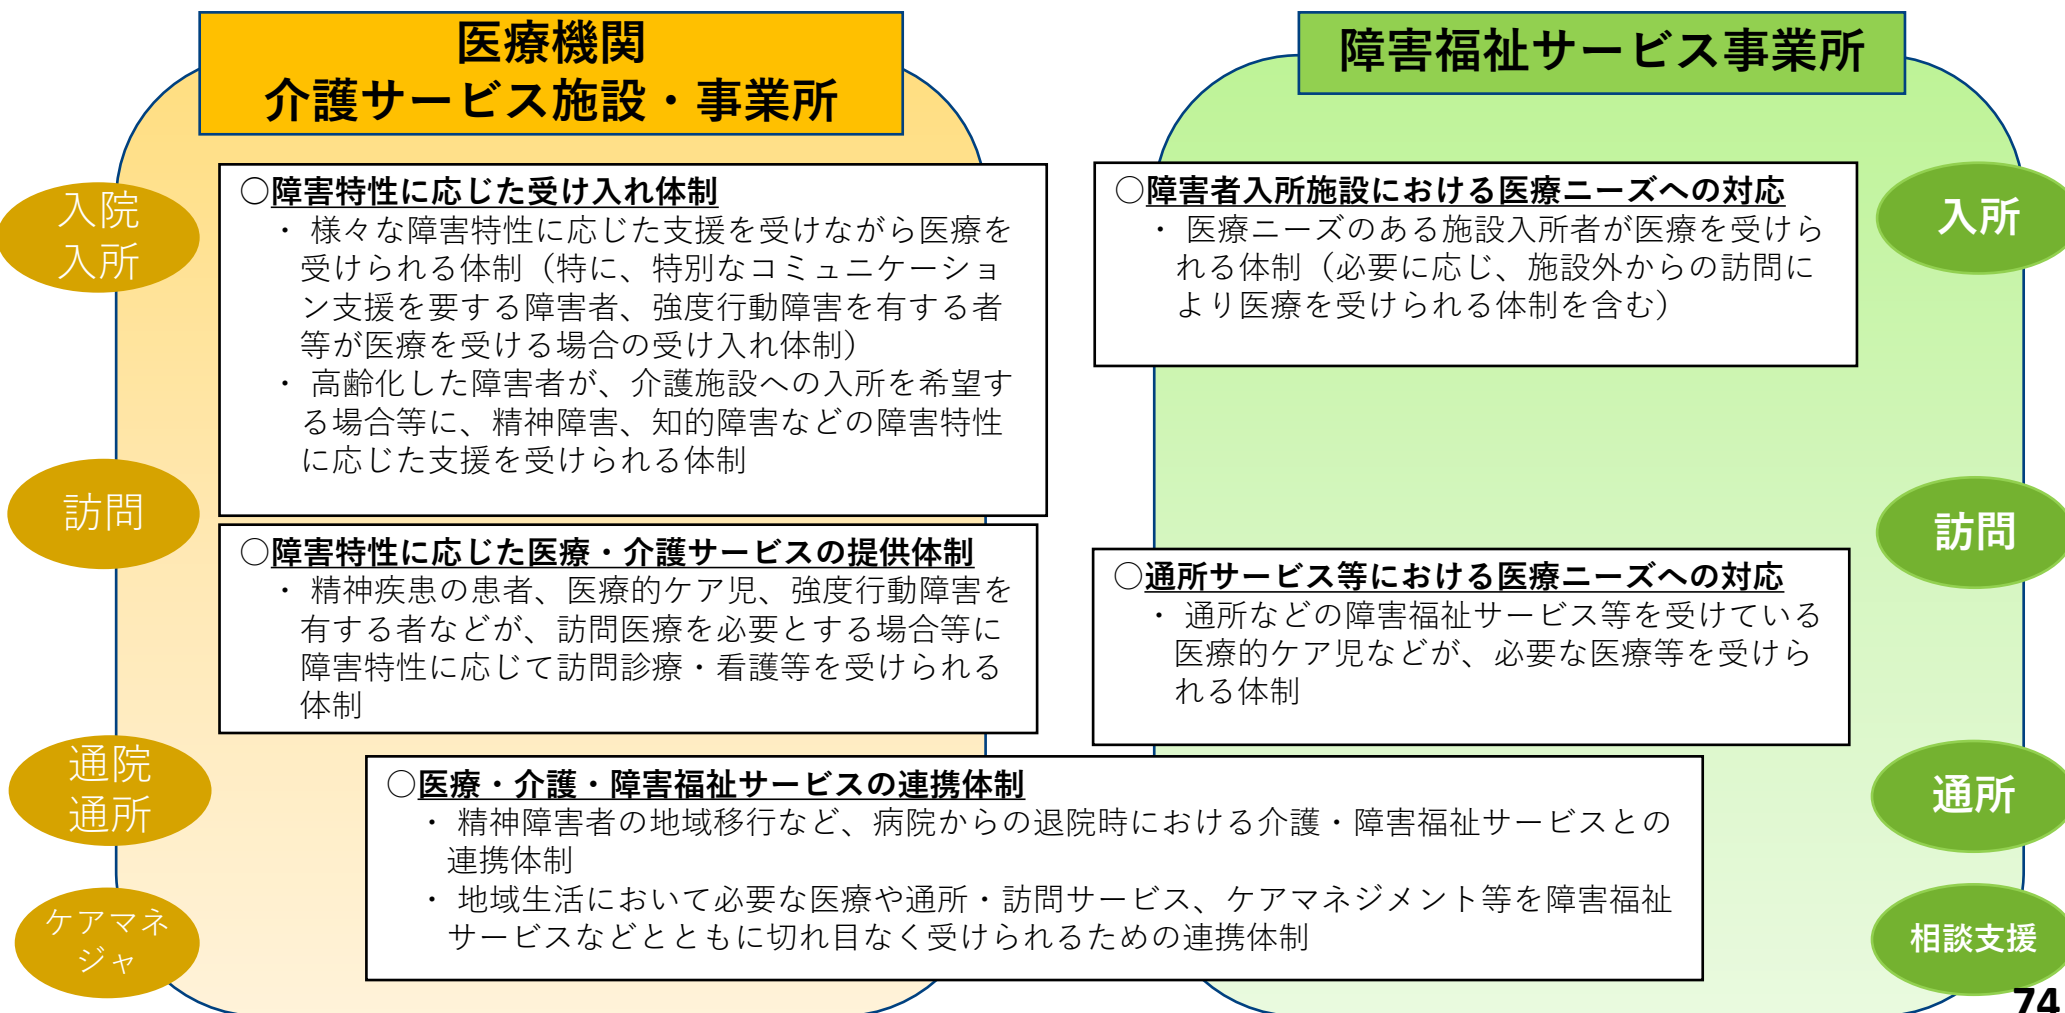 医療機関
介護サービス施設・事業所
障害福祉サービス事業所
入院
入所
訪問
通院
通所
ケアマネ
ジャ
○障害特性に応じた受け入れ体制
・ 様々な障害特性に応じた支援を受けながら医療を
受けられる体制（特に、特別なコミュニケーショ
ン支援を要する障害者、強度行動障害を有する者
等が医療を受ける場合の受け入れ体制）
・ 高齢化した障害者が、介護施設への入所を希望す
る場合等に、精神障害、知的障害などの障害特性
に応じた支援を受けられる体制
○障害特性に応じた医療・介護サービスの提供体制
・ 精神疾患の患者、医療的ケア児、強度行動障害を
有する者などが、訪問医療を必要とする場合等に
障害特性に応じて訪問診療・看護等を受けられる
体制
○障害者入所施設における医療ニーズへの対応
・ 医療ニーズのある施設入所者が医療を受けら
れる体制（必要に応じ、施設外からの訪問に
より医療を受けられる体制を含む）
○通所サービス等における医療ニーズへの対応
・ 通所などの障害福祉サービス等を受けている
医療的ケア児などが、必要な医療等を受けら
れる体制
○医療・介護・障害福祉サービスの連携体制
・ 精神障害者の地域移行など、病院からの退院時における介護・障害福祉サービスとの
連携体制
・ 地域生活において必要な医療や通所・訪問サービス、ケアマネジメント等を障害福祉
サービスなどとともに切れ目なく受けられるための連携体制
入所
訪問
通所
相談支援
74